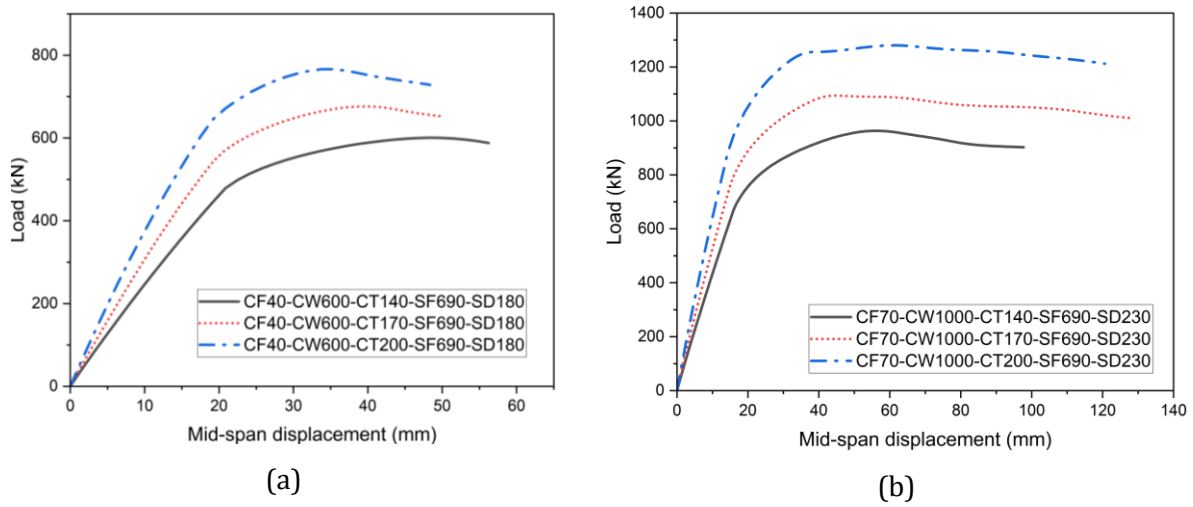 800
600
400
200
0
Load (kN)
CF40-CW600-CT140-SF690-SD180
CF40-CW600-CT170-SF690-SD180
CF40-CW600-CT200-SF690-SD180
0 10 20 30 40 50 60
Mid-span displacement (mm)
(a)
1400
1200
1000
800
600
400
200
0
Load (kN)
CF70-CW1000-CT140-SF690-SD230
CF70-CW1000-CT170-SF690-SD230
CF70-CW1000-CT200-SF690-SD230
0 20 40 60 80 100 120 140
Mid-span displacement (mm)
(b)